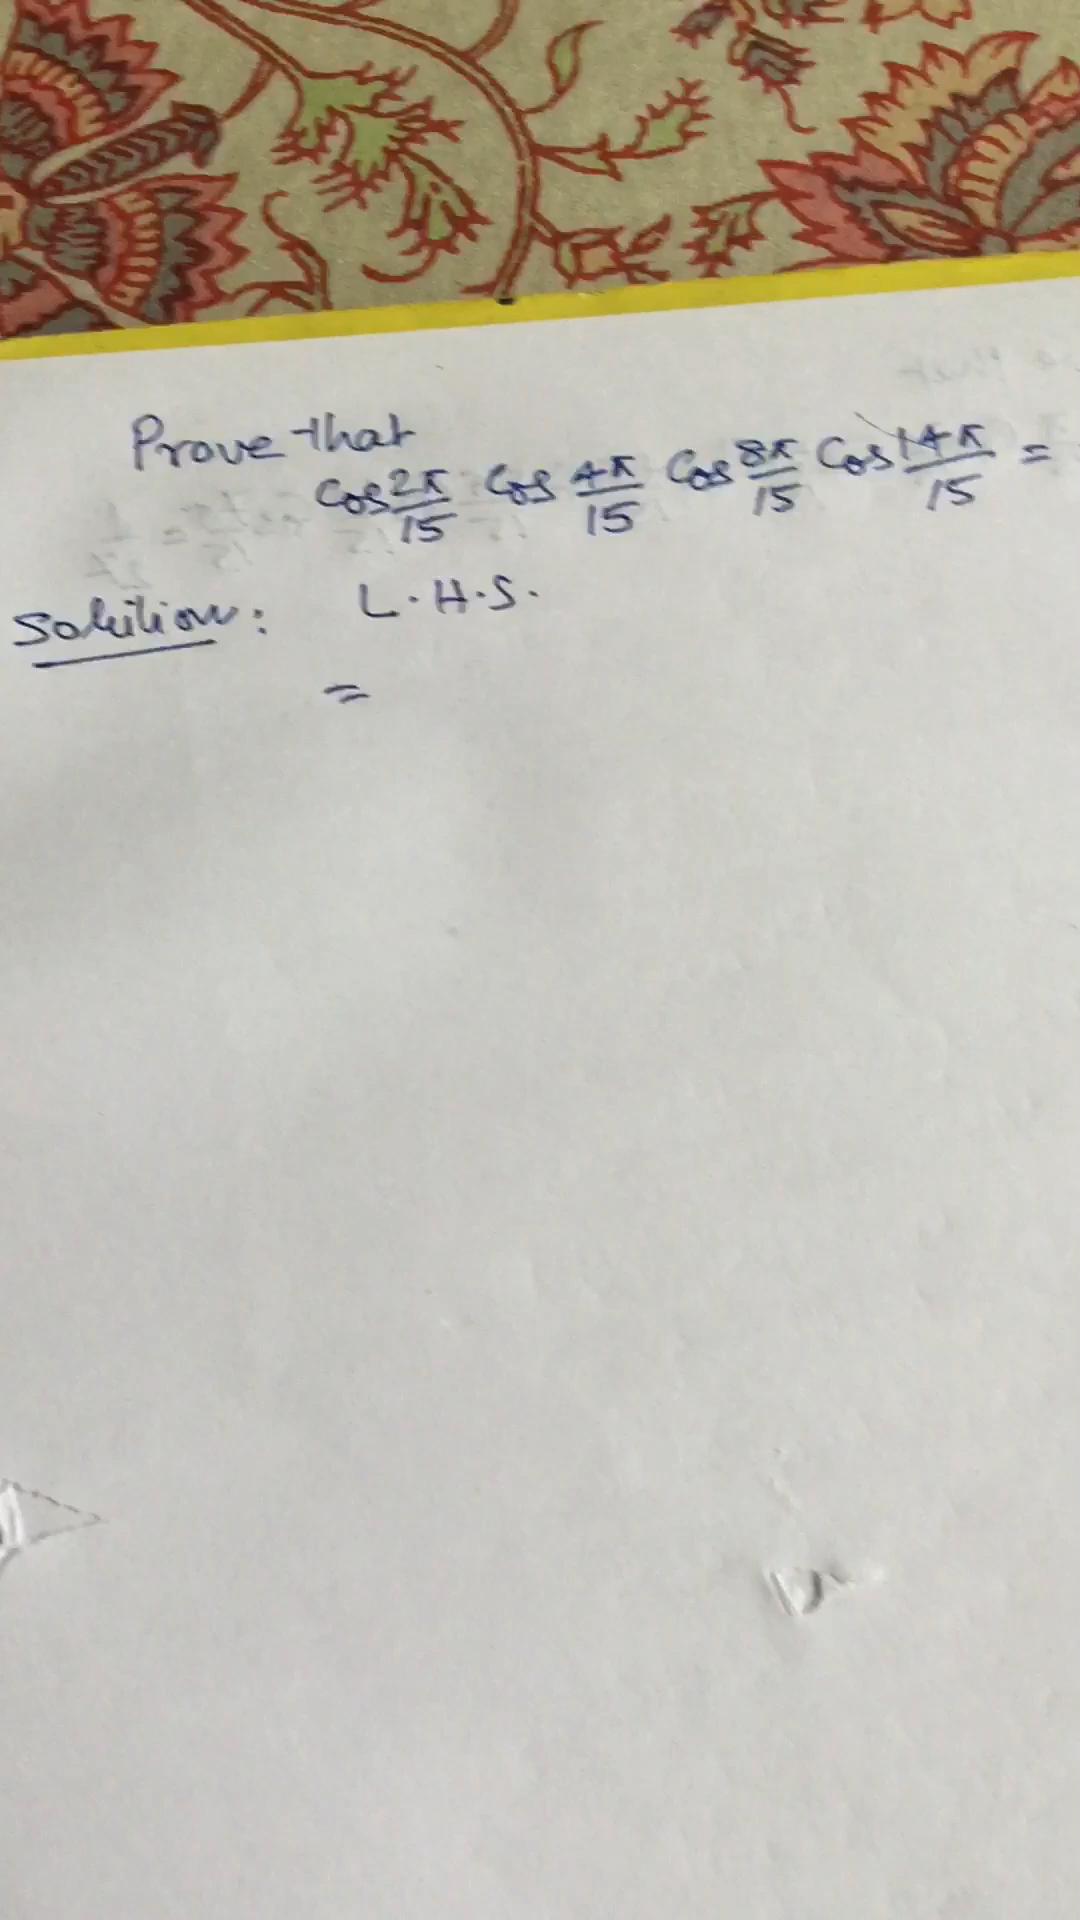 Prove that
Cos 2π/15 Cos 4π/15 Cos 8π/15 Cos 14π/15 =
Solution: L.H.S.
=